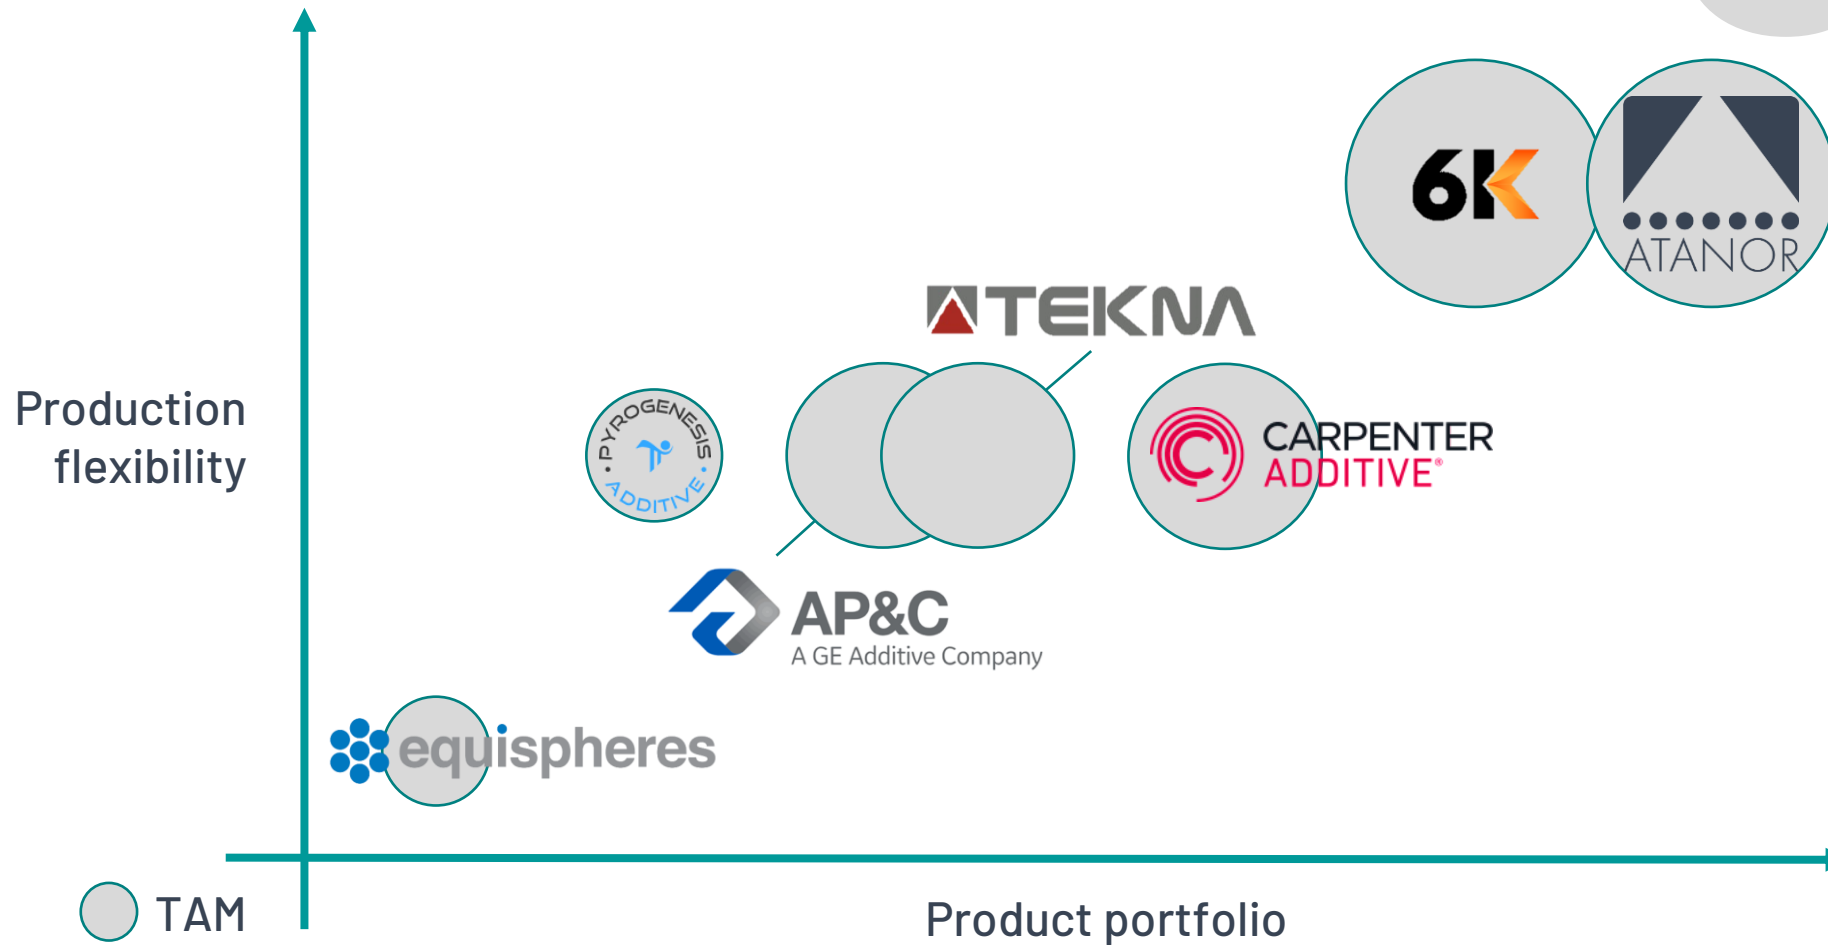 6K
ATANOR
TEKNA
Production
flexibility
PYROGENESIS
ADDITIVE
CARPENTER
ADDITIVE®
AP&C
A GE Additive Company
equispheres
TAM
Product portfolio